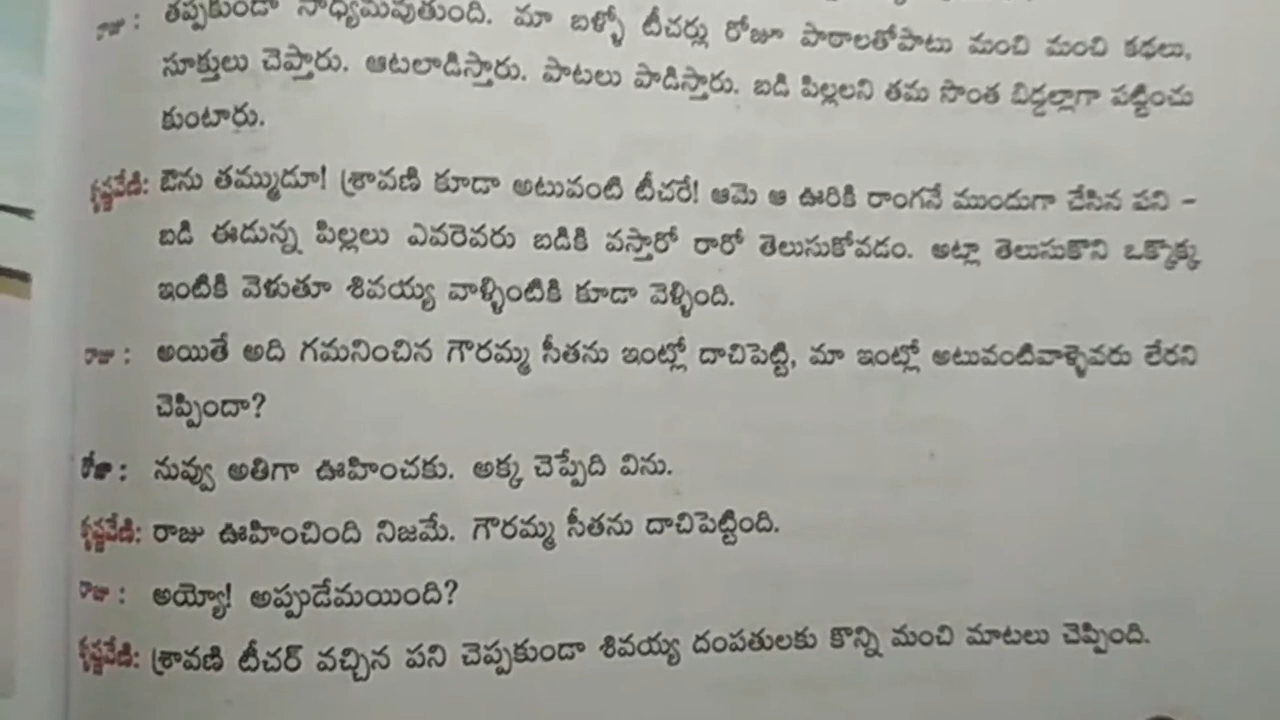 రాజు : తప్పకుండా సాధ్యమవుతుంది. మా బళ్ళో టీచర్లు రోజూ పాఠాలతోపాటు మంచి మంచి కథలు,
సూక్తులు చెప్తారు. ఆటలాడిస్తారు. పాటలు పాడిస్తారు. బడి పిల్లలని తమ సొంత బిడ్డల్లాగా పట్టించు
కుంటారు.
కృష్ణవేణి: ఔను తమ్ముడూ! శ్రావణి కూడా అటువంటి టీచరే! ఆమె ఆ ఊరికి రాంగనే ముందుగా చేసిన పని –
బడి ఈడున్న పిల్లలు ఎవరెవరు బడికి వస్తారో రారో తెలుసుకోవడం. అట్లా తెలుసుకొని ఒక్కొక్క
ఇంటికి వెళుతూ శివయ్య వాళ్ళింటికి కూడా వెళ్ళింది.
రాజు : అయితే అది గమనించిన గౌరమ్మ సీతను ఇంట్లో దాచిపెట్టి, మా ఇంట్లో అటువంటివాళ్ళెవరు లేరని
చెప్పిందా?
రోజా : నువ్వు అతిగా ఊహించకు. అక్క చెప్పేది విను.
కృష్ణవేణి: రాజు ఊహించింది నిజమే. గౌరమ్మ సీతను దాచిపెట్టింది.
రాజు : అయ్యో! అప్పుడేమయింది?
కృష్ణవేణి: శ్రావణి టీచర్ వచ్చిన పని చెప్పకుండా శివయ్య దంపతులకు కొన్ని మంచి మాటలు చెప్పింది.